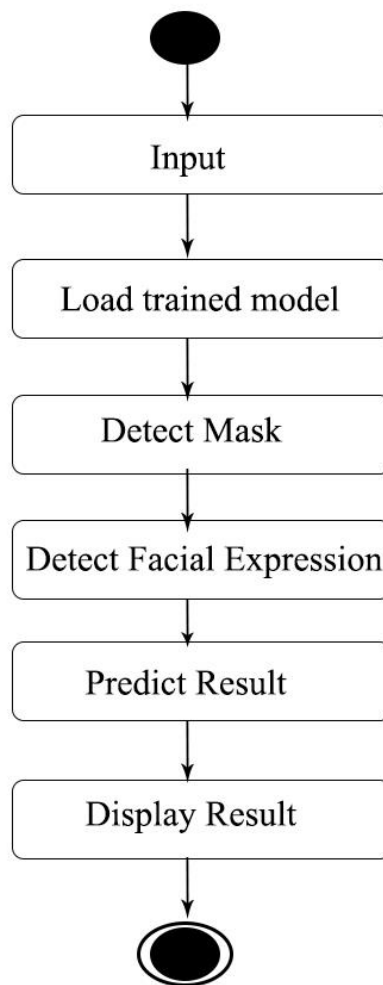 Input
Load trained model
Detect Mask
Detect Facial Expression
Predict Result
Display Result